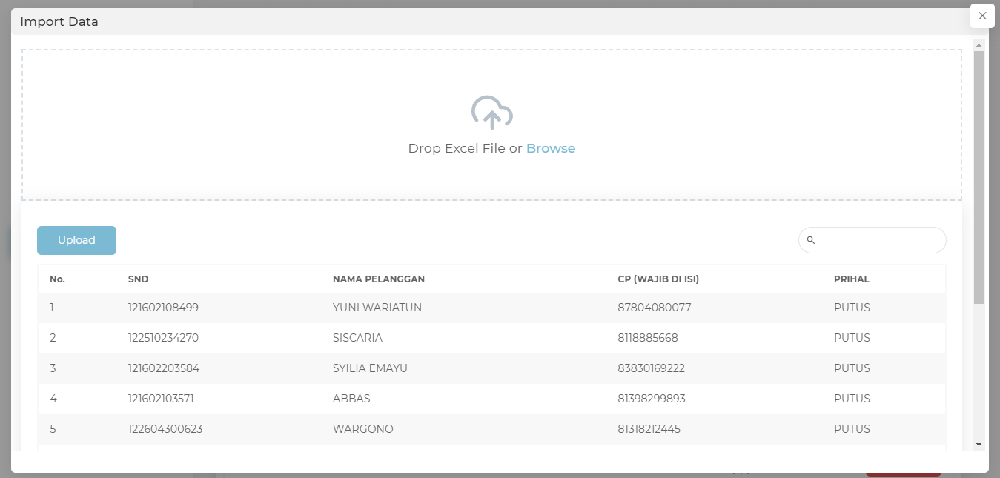 Import Data
Drop Excel File or Browse
Upload
No. SND NAMA PELANGGAN CP (WAJIB DI ISI) PRIHAL
1 121602108499 YUNI WARIATUN 87804080077 PUTUS
2 122510234270 SISCARIA 8118885668 PUTUS
3 121602203584 SYILIA EMAYU 83830169222 PUTUS
4 121602103571 ABBAS 81398299893 PUTUS
5 122604300623 WARGONO 81318212445 PUTUS